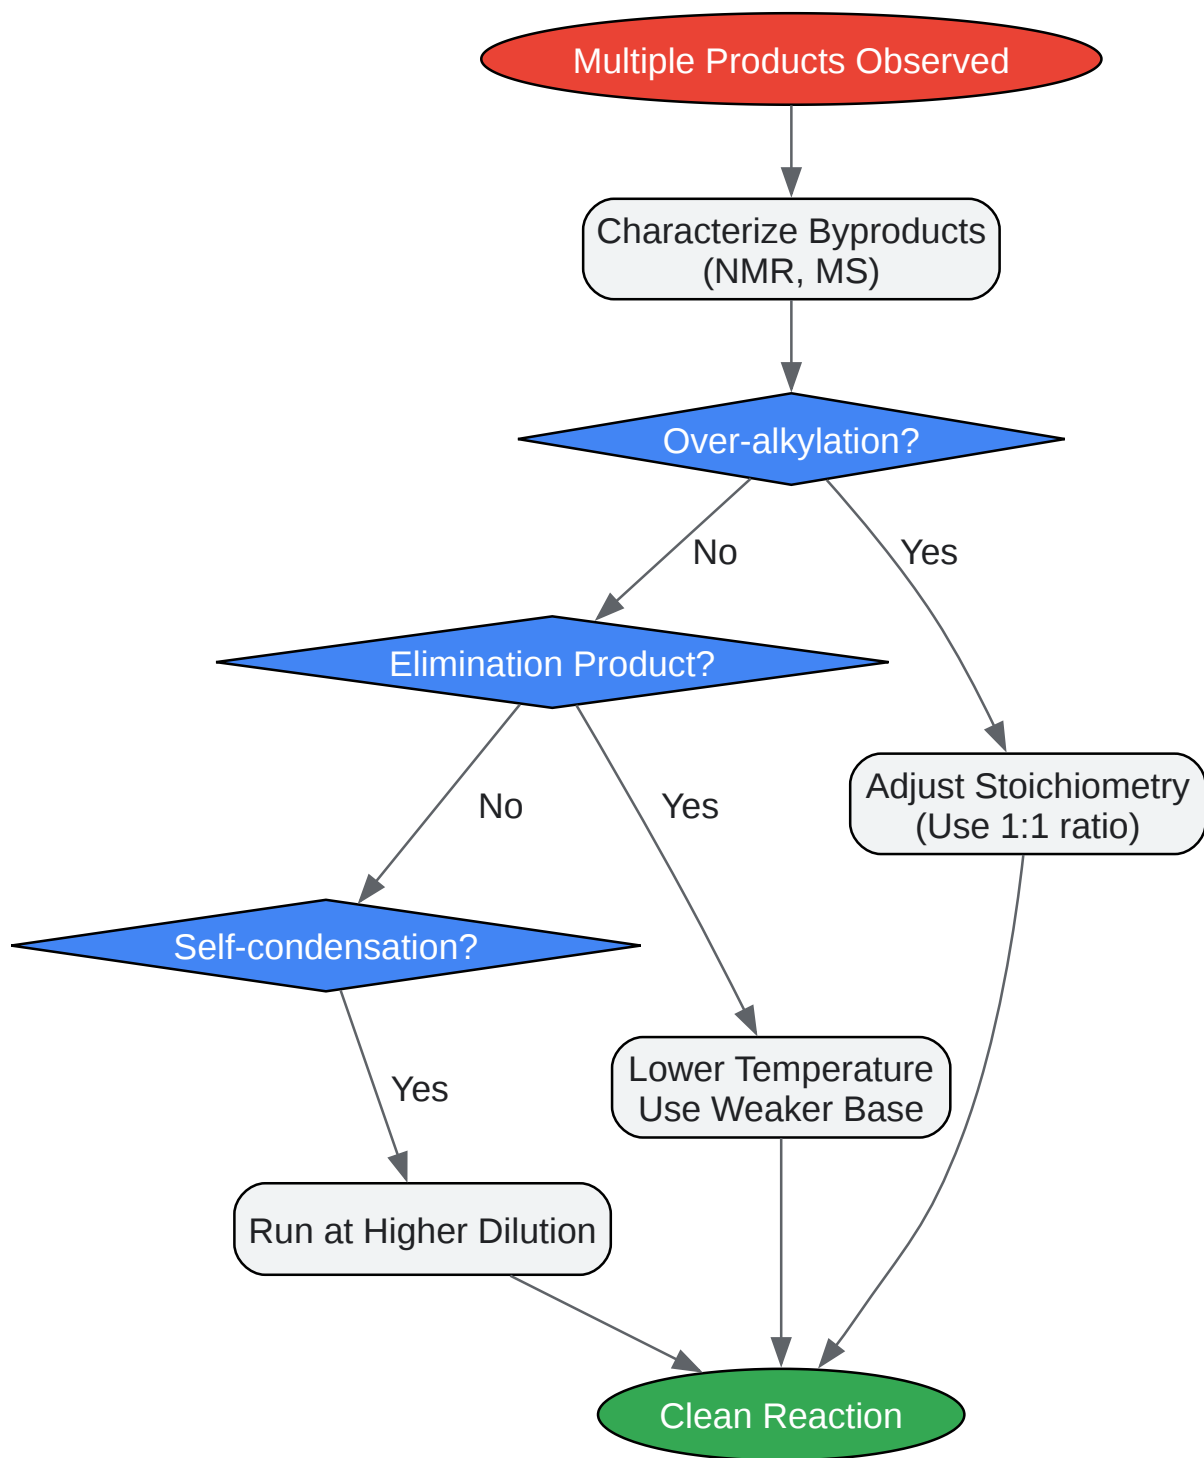 Multiple Products Observed
Characterize Byproducts
(NMR, MS)
Over-alkylation?
No
Yes
Elimination Product?
Adjust Stoichiometry
(Use 1:1 ratio)
No
Yes
Self-condensation?
Lower Temperature
Use Weaker Base
Yes
Run at Higher Dilution
Clean Reaction